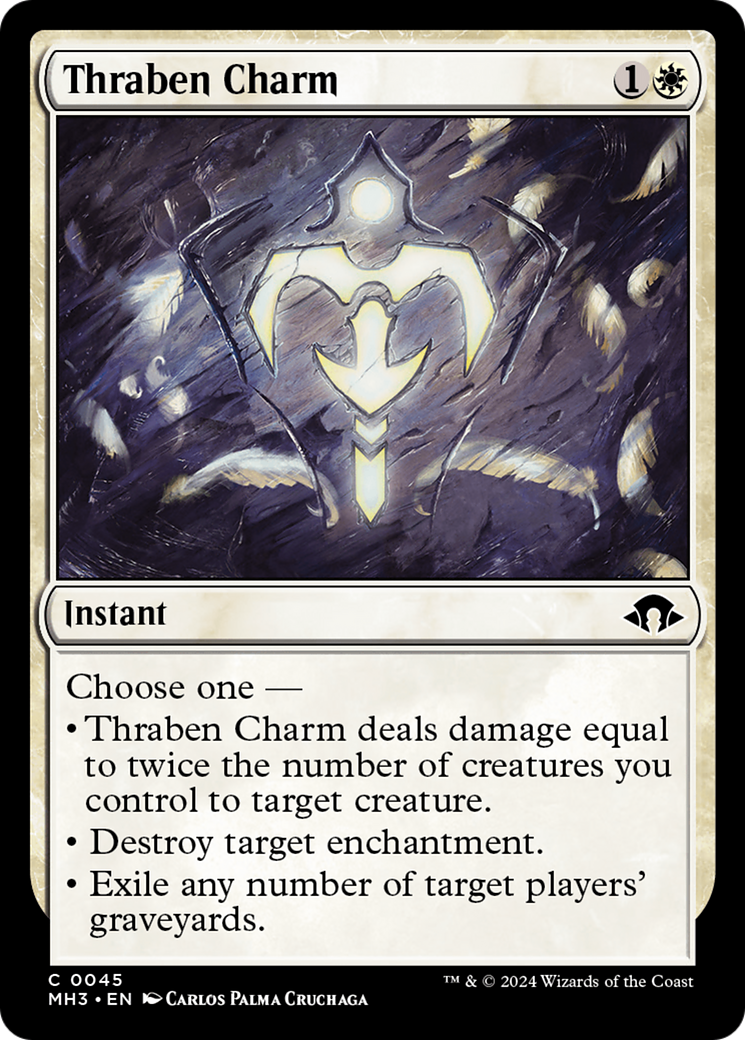 Thraben Charm 1
Instant
Choose one —
• Thraben Charm deals damage equal
to twice the number of creatures you
control to target creature.
• Destroy target enchantment.
• Exile any number of target players’
graveyards.
C 0045 ™ & © 2024 Wizards of the Coast
MH3 • EN Carlos Palma Cruchaga